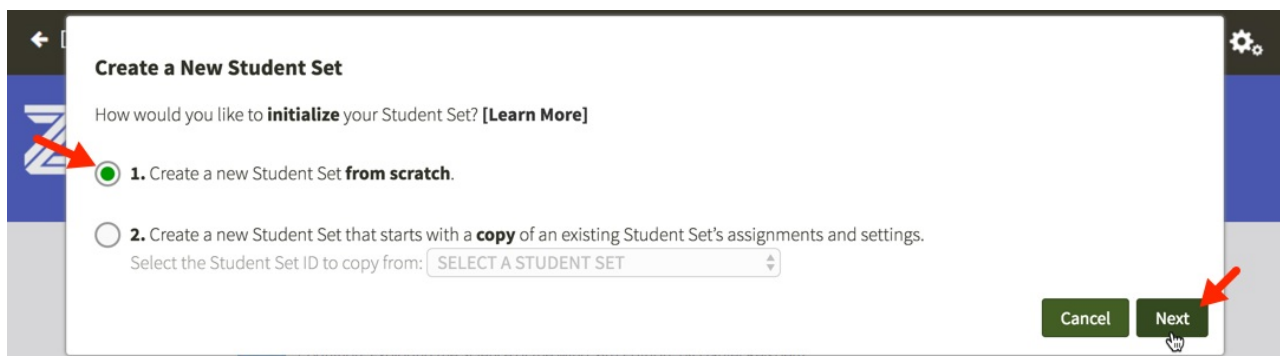 Create a New Student Set
How would you like to initialize your Student Set? [Learn More]
1. Create a new Student Set from scratch.
2. Create a new Student Set that starts with a copy of an existing Student Set's assignments and settings.
Select the Student Set ID to copy from: SELECT A STUDENT SET
Cancel Next